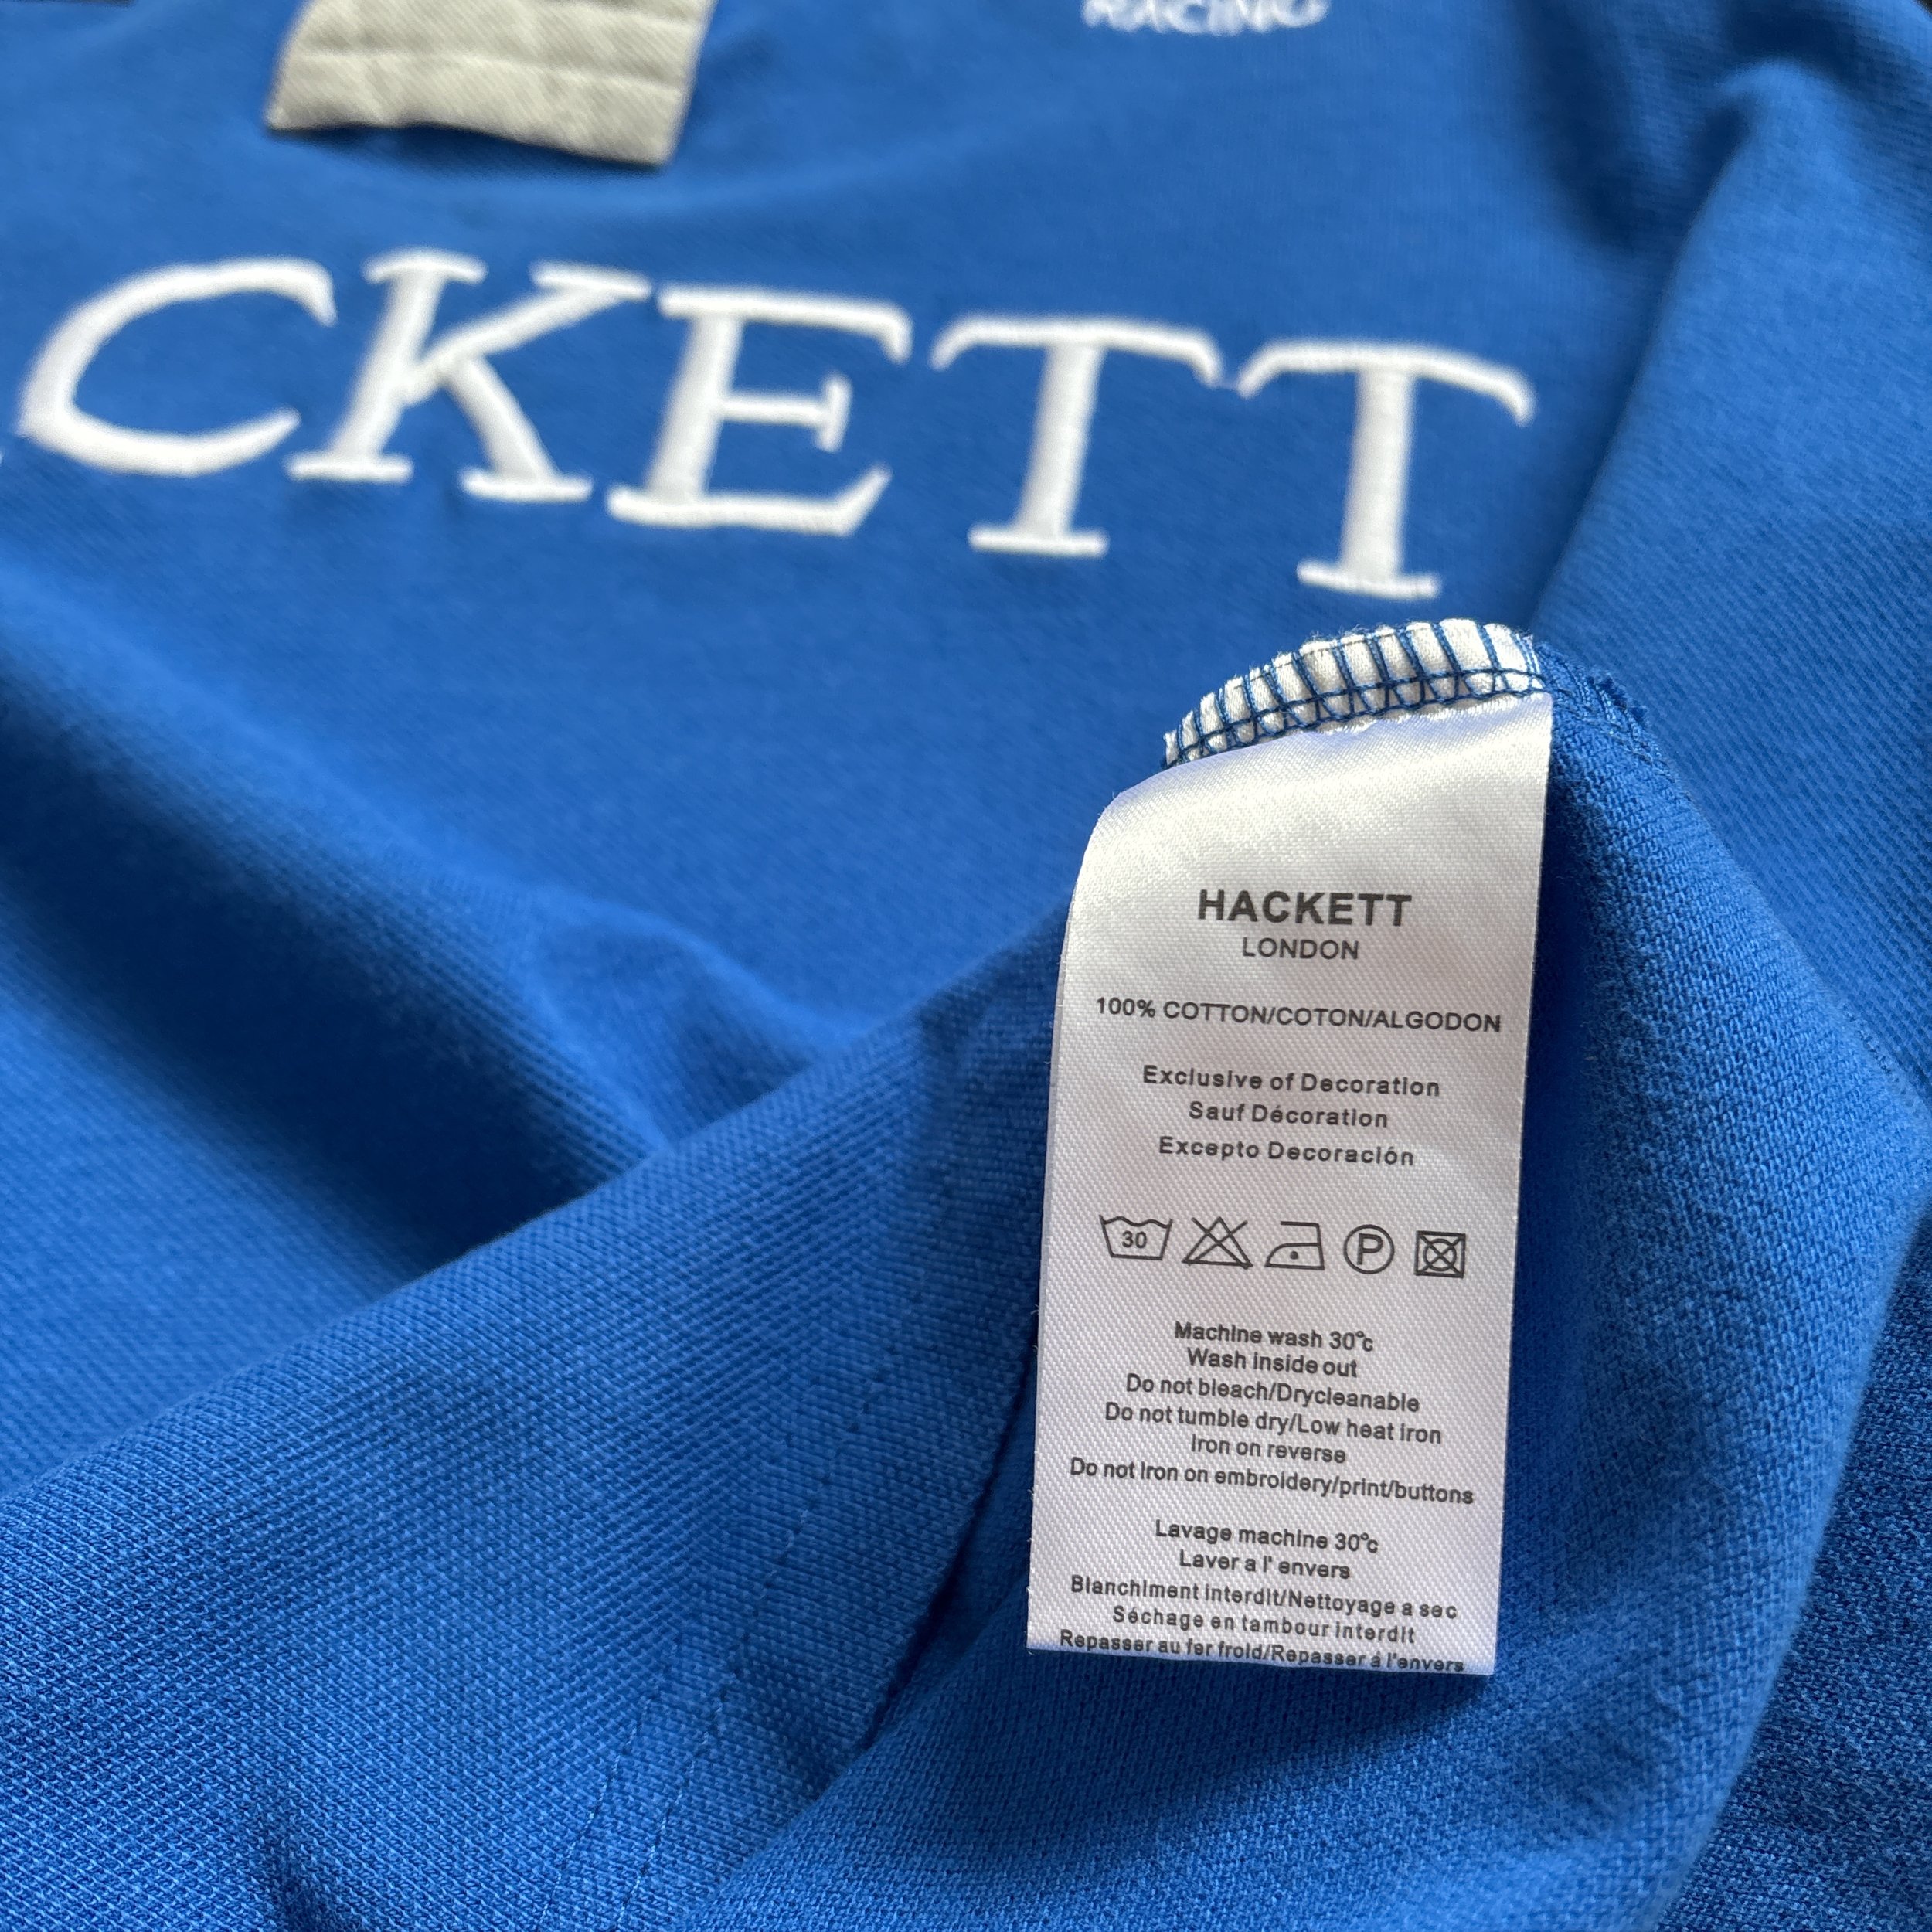 RACING
CKETT
HACKETT
LONDON
100% COTTON/COTON/ALGODON
Exclusive of Decoration
Sauf Décoration
Excepto Decoración
30 P
Machine wash 30°c
Wash inside out
Do not bleach/Drycleanable
Do not tumble dry/Low heat iron
Iron on reverse
Do not Iron on embroidery/print/buttons
Lavage machine 30°c
Laver a l' envers
Blanchiment interdit/Nettoyage a sec
Séchage en tambour interdit
Repasser au fer froid/Repasser à l'envers